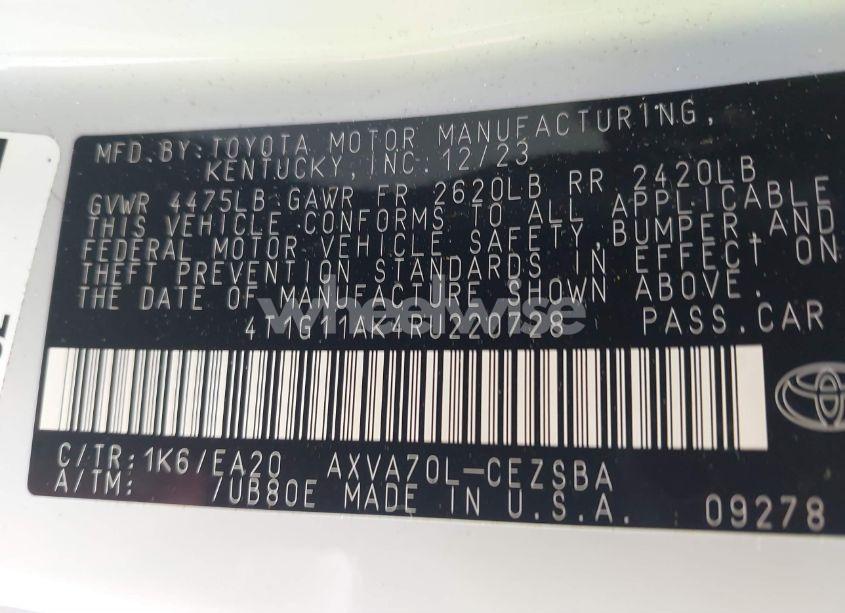 MFD.BY:TOYOTA MOTOR MANUFACTURING,
KENTUCKY,INC.12/23
GVWR 4475LB GAWR FR 2620LB RR 2420LB
THIS VEHICLE CONFORMS TO ALL APPLICABLE
FEDERAL MOTOR VEHICLE SAFETY,BUMPER,AND
THEFT PREVENTION STANDARDS IN EFFECT ON
THE DATE OF MANUFACTURE SHOWN ABOVE.
wheelwise
4T1G11AK4RU220728 PASS.CAR
C/TR:1K6/EA20 AXVA70L-CEZSBA
A/TM: /UB80E MADE IN U.S.A. 09278